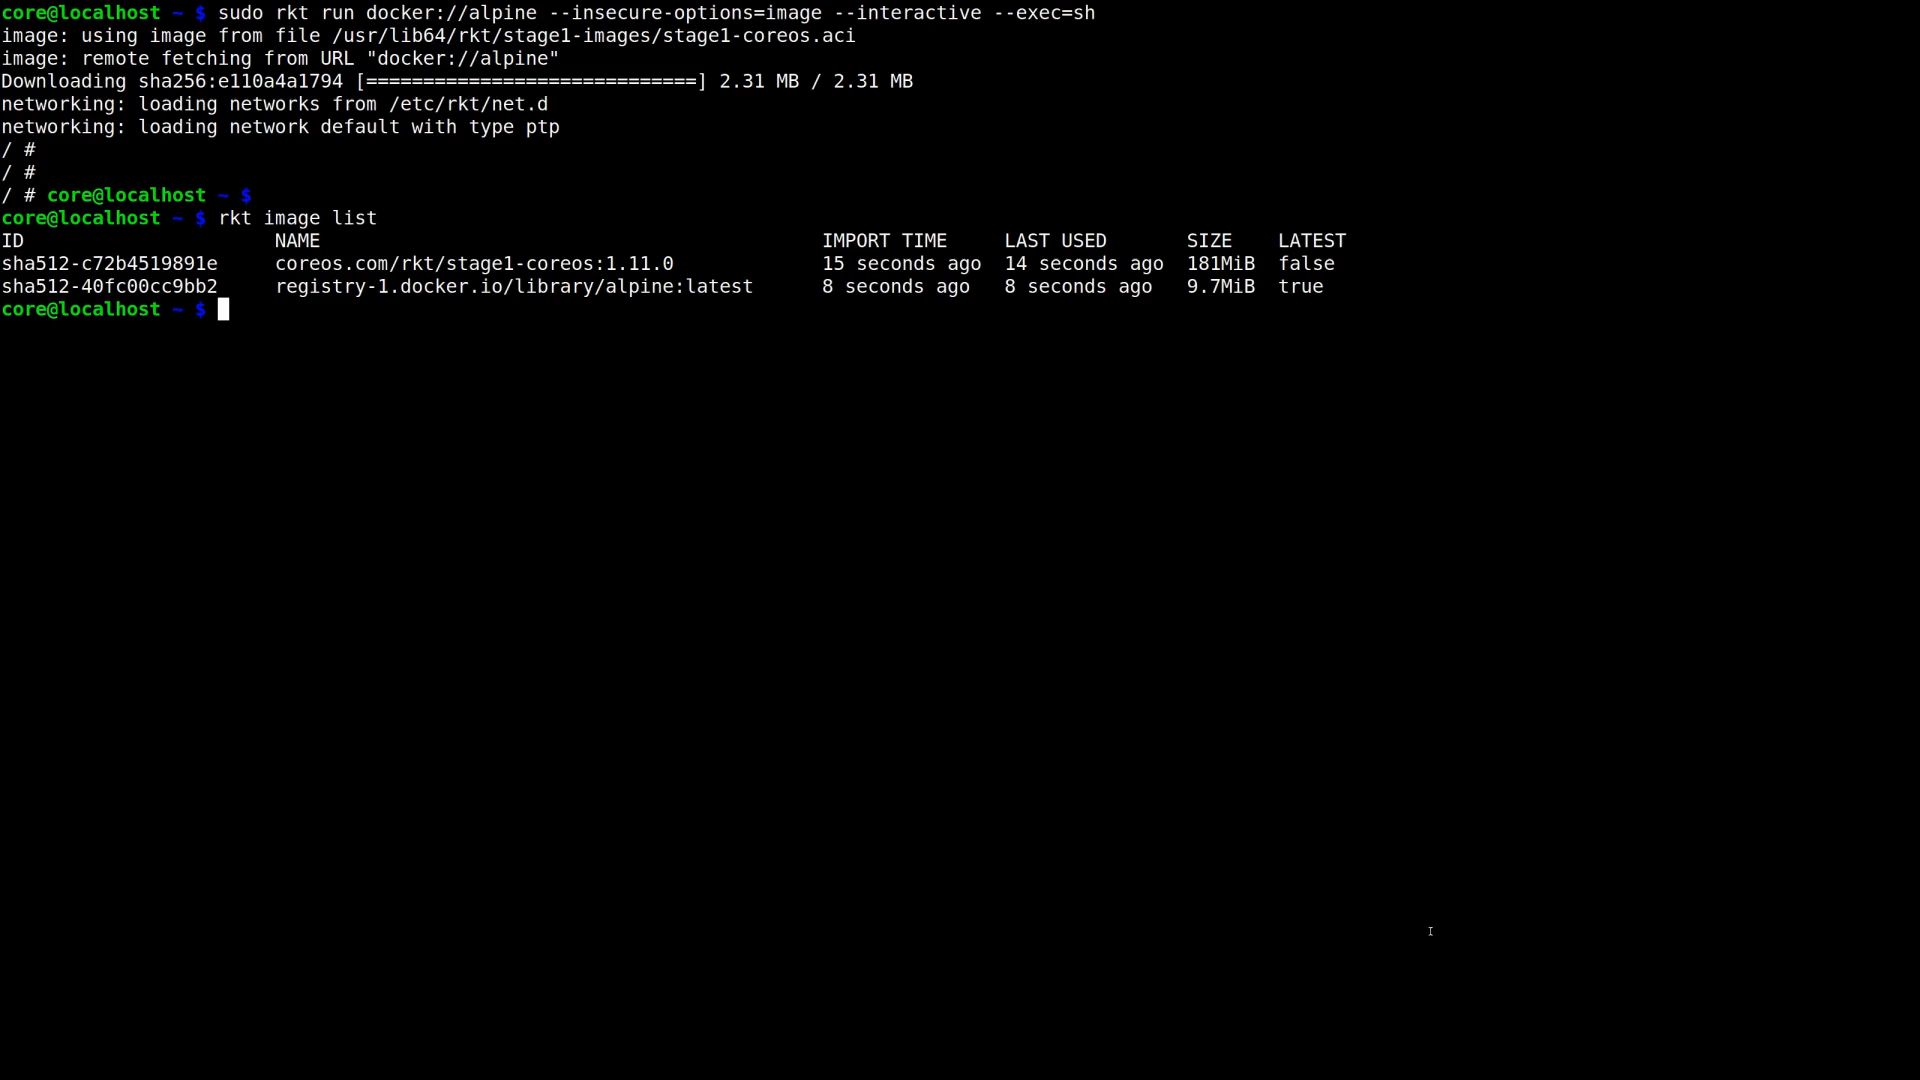 core@localhost ~ $ sudo rkt run docker://alpine --insecure-options=image --interactive --exec=sh
image: using image from file /usr/lib64/rkt/stage1-images/stage1-coreos.aci
image: remote fetching from URL "docker://alpine"
Downloading sha256:e110a4a1794 [=============================] 2.31 MB / 2.31 MB
networking: loading networks from /etc/rkt/net.d
networking: loading network default with type ptp
/ #
/ #
/ # core@localhost ~ $
core@localhost ~ $ rkt image list
ID                      NAME                                            IMPORT TIME     LAST USED       SIZE    LATEST
sha512-c72b4519891e     coreos.com/rkt/stage1-coreos:1.11.0             15 seconds ago  14 seconds ago  181MiB  false
sha512-40fc00cc9bb2     registry-1.docker.io/library/alpine:latest      8 seconds ago   8 seconds ago   9.7MiB  true
core@localhost ~ $